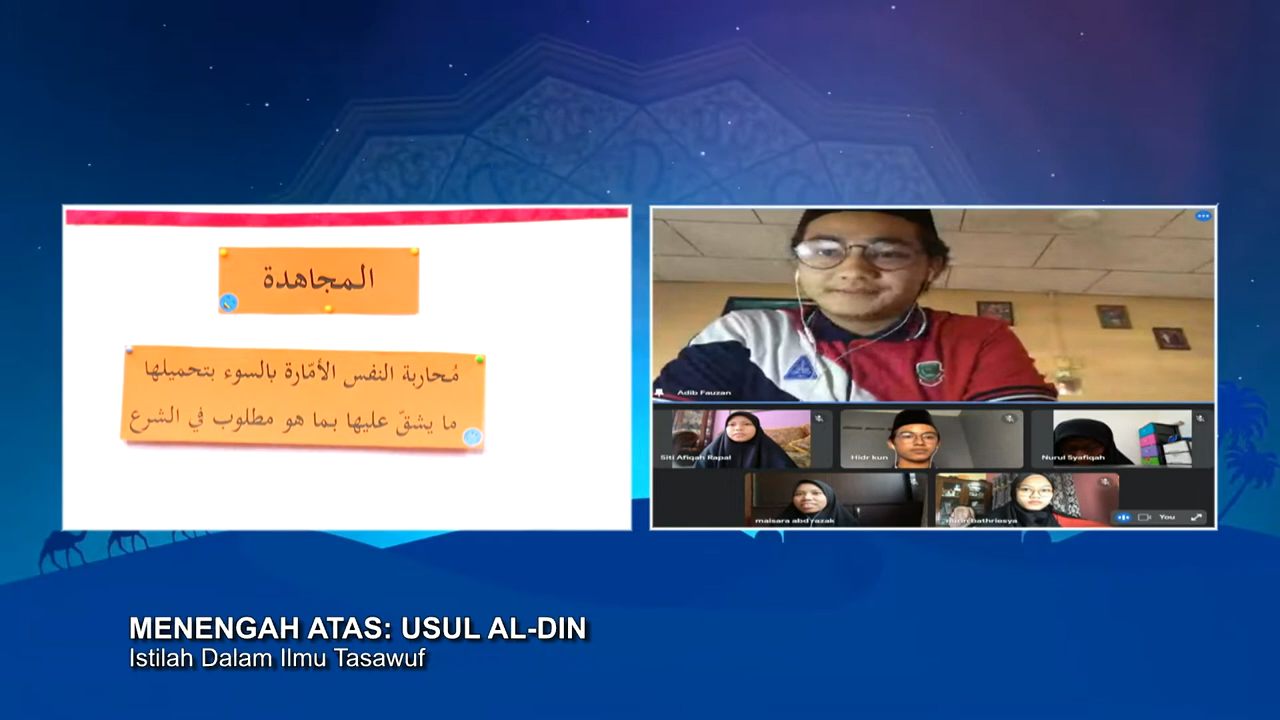 المجاهدة
مُحاربة النفس الأمّارة بالسوء بتحميلها
ما يشقّ عليها بما هو مطلوب في الشرع
Adib Fauzan
Siti Afiqah Rapal
Hidr kun
Nurul Syafiqah
maisara abd razak
You
MENENGAH ATAS: USUL AL-DIN
Istilah Dalam Ilmu Tasawuf